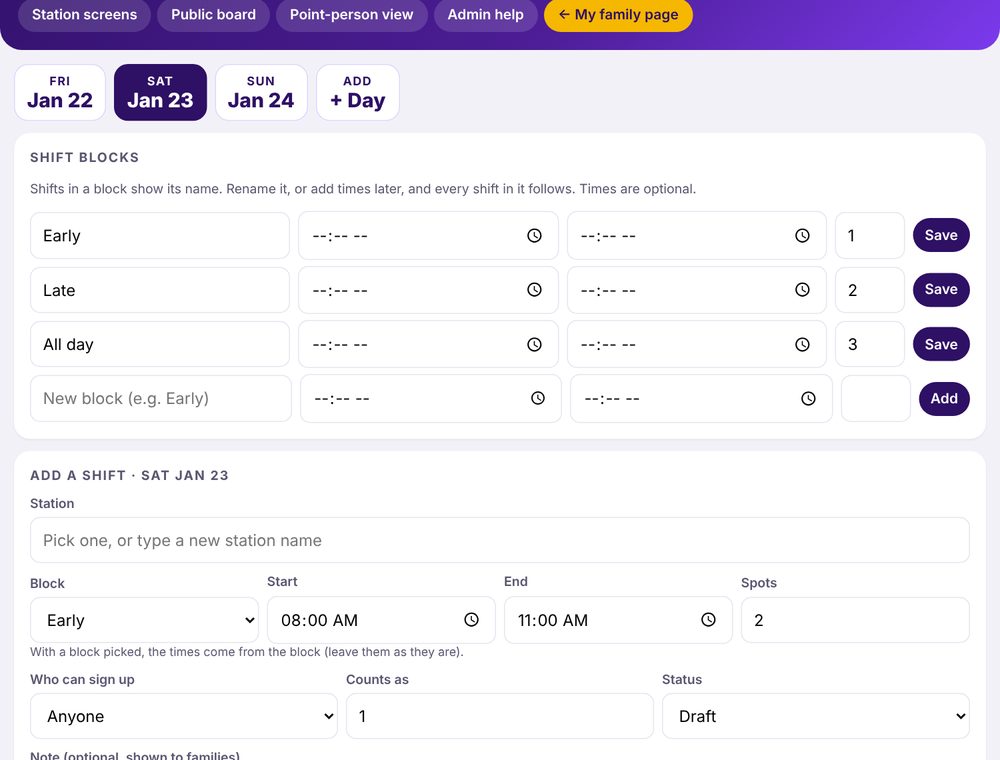 Station screens Public board Point-person view Admin help ← My family page
FRI SAT SUN ADD
Jan 22 Jan 23 Jan 24 + Day
SHIFT BLOCKS
Shifts in a block show its name. Rename it, or add times later, and every shift in it follows. Times are optional.
Early --:-- -- --:-- -- 1 Save
Late --:-- -- --:-- -- 2 Save
All day --:-- -- --:-- -- 3 Save
New block (e.g. Early) --:-- -- --:-- -- Add
ADD A SHIFT · SAT JAN 23
Station
Pick one, or type a new station name
Block Start End Spots
Early 08:00 AM 11:00 AM 2
With a block picked, the times come from the block (leave them as they are).
Who can sign up Counts as Status
Anyone 1 Draft
Note (optional, shown to families)